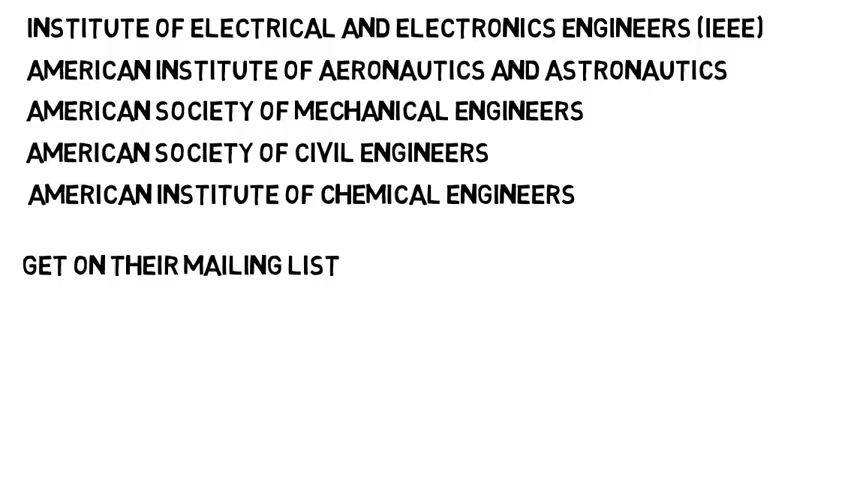 INSTITUTE OF ELECTRICAL AND ELECTRONICS ENGINEERS (IEEE)
AMERICAN INSTITUTE OF AERONAUTICS AND ASTRONAUTICS
AMERICAN SOCIETY OF MECHANICAL ENGINEERS
AMERICAN SOCIETY OF CIVIL ENGINEERS
AMERICAN INSTITUTE OF CHEMICAL ENGINEERS
GET ON THEIR MAILING LIST